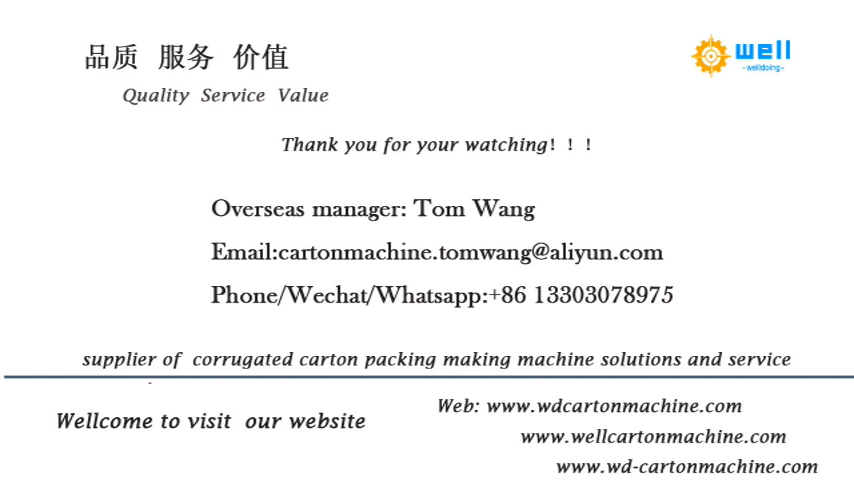 品质 服务 价值
well
-welldoing-
Quality Service Value
Thank you for your watching！！！
Overseas manager: Tom Wang
Email:cartonmachine.tomwang@aliyun.com
Phone/Wechat/Whatsapp:+86 13303078975
supplier of corrugated carton packing making machine solutions and service
Wellcome to visit our website
Web: www.wdcartonmachine.com
www.wellcartonmachine.com
www.wd-cartonmachine.com